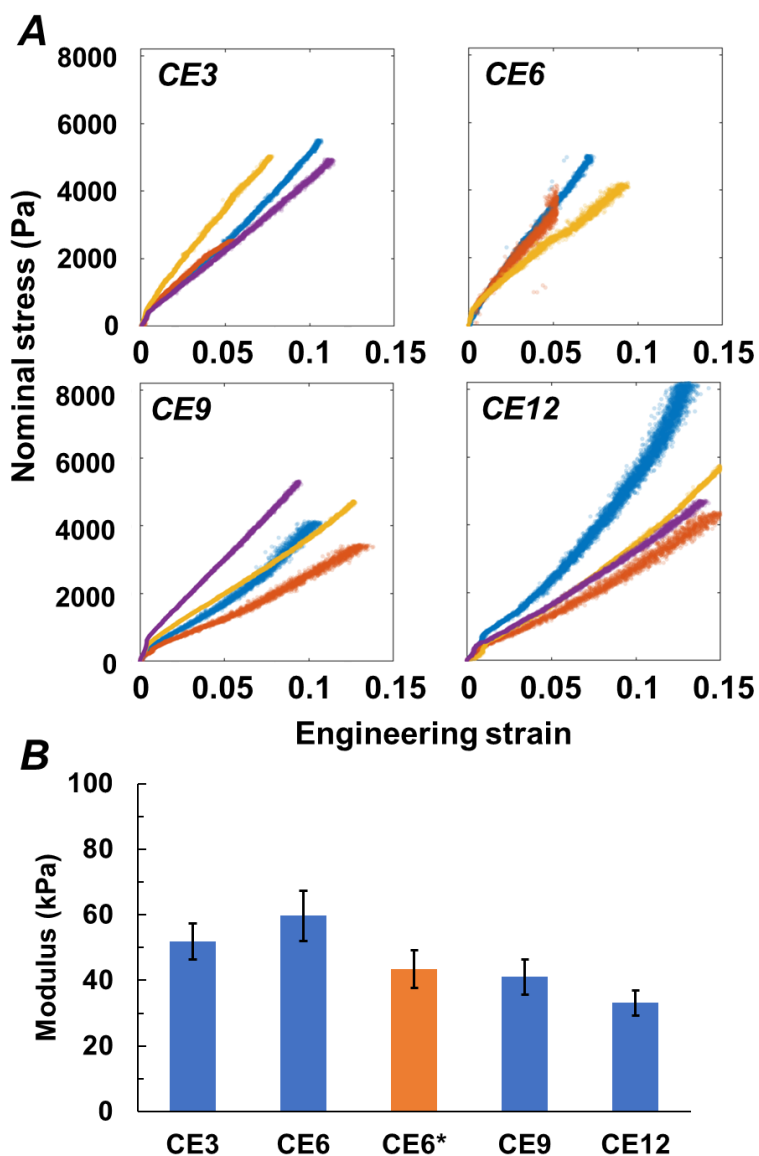 A
CE3
CE6
8000
6000
4000
2000
0
0 0.05 0.1 0.15
0 0.05 0.1 0.15
Nominal stress (Pa)
CE9
CE12
8000
6000
4000
2000
0
0 0.05 0.1 0.15
0 0.05 0.1 0.15
Engineering strain
B
100
80
60
40
20
0
Modulus (kPa)
CE3 CE6 CE6* CE9 CE12